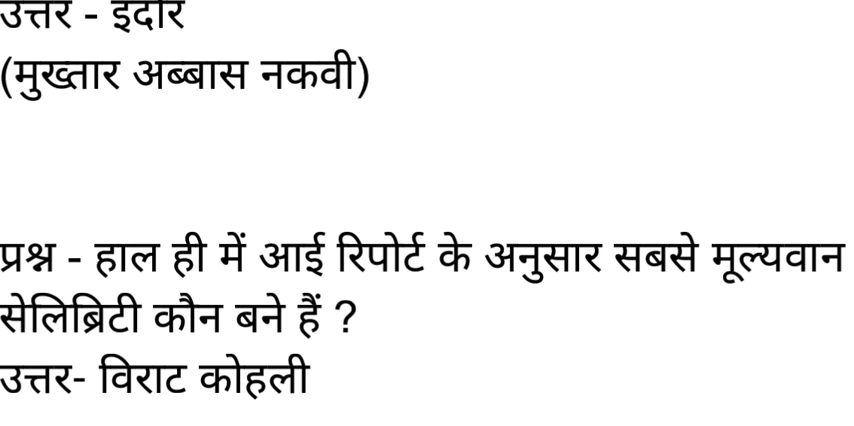 उत्तर - इंदौर
(मुख्तार अब्बास नकवी)
प्रश्न - हाल ही में आई रिपोर्ट के अनुसार सबसे मूल्यवान
सेलिब्रिटी कौन बने हैं ?
उत्तर- विराट कोहली